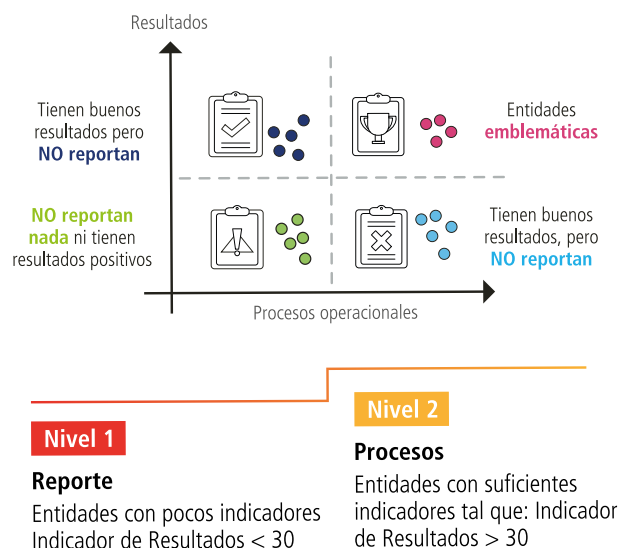 Resultados
Tienen buenos
resultados pero
NO reportan
Entidades
emblemáticas
NO reportan
nada ni tienen
resultados positivos
Tienen buenos
resultados, pero
NO reportan
Procesos operacionales
Nivel 1
Reporte
Entidades con pocos indicadores
Indicador de Resultados < 30
Nivel 2
Procesos
Entidades con suficientes
indicadores tal que: Indicador
de Resultados > 30